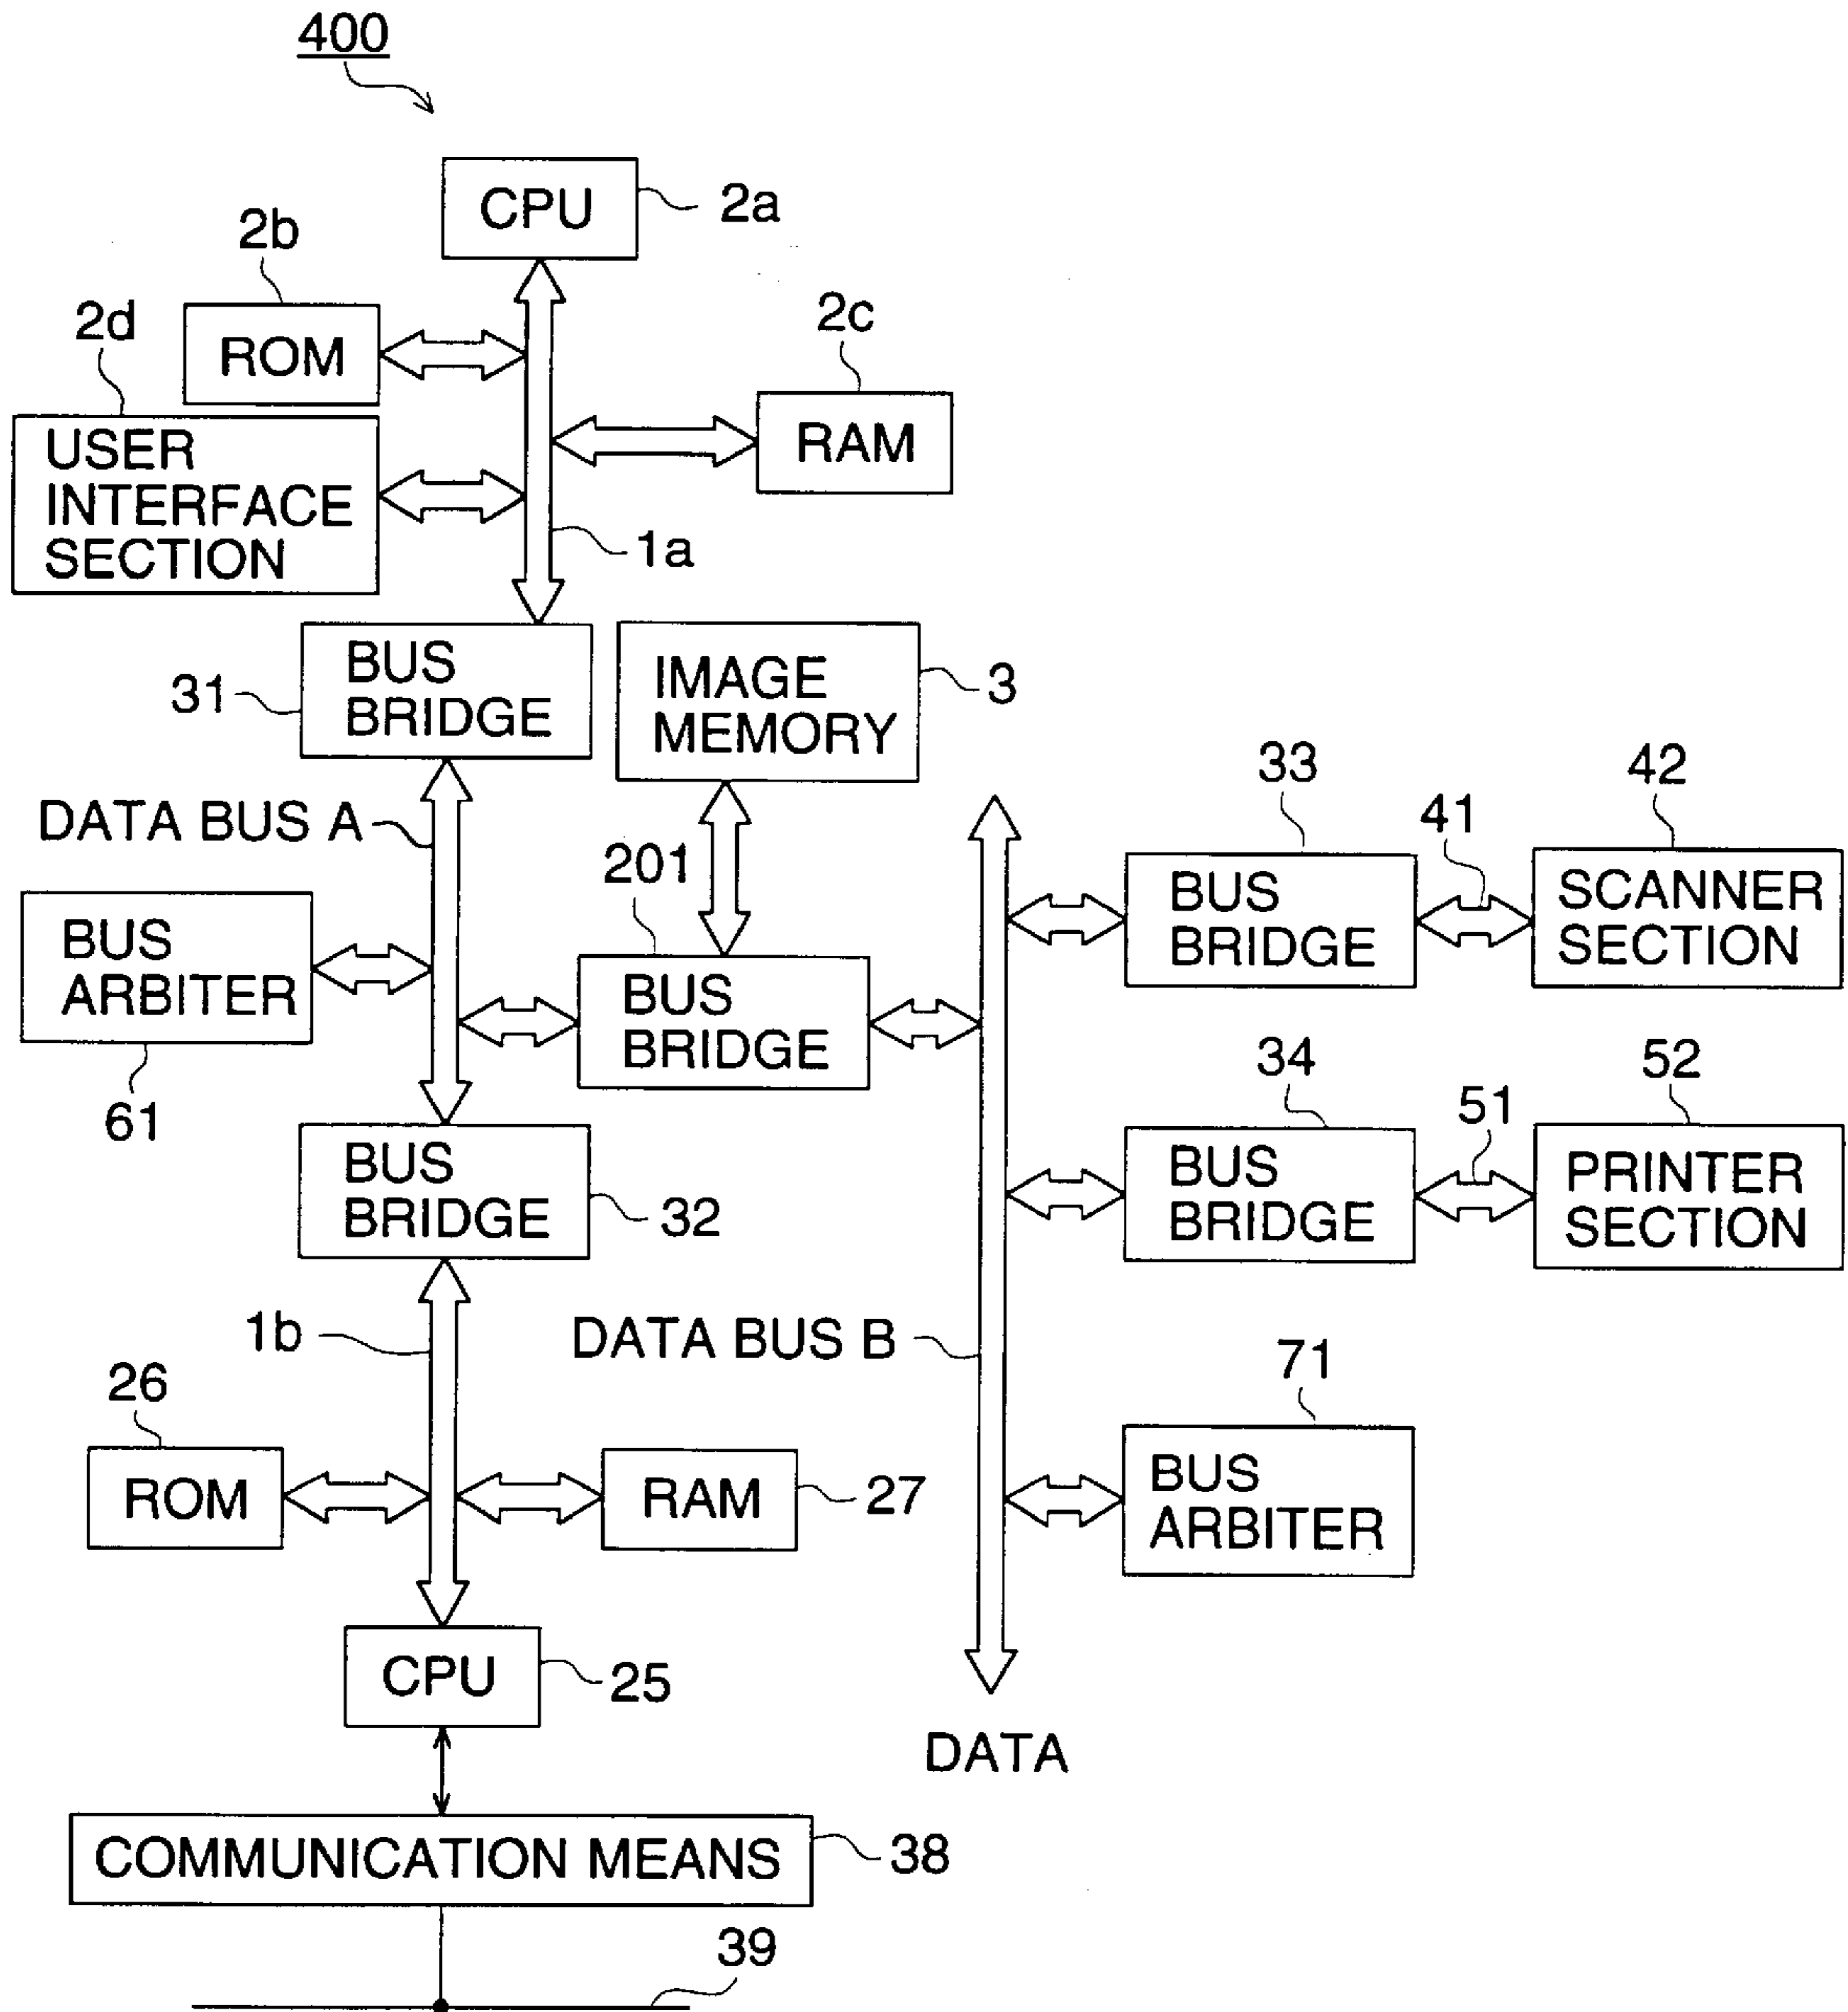 400
CPU
2a
2b
ROM
2d
2c
RAM
USER
INTERFACE
SECTION
1a
31
BUS
BRIDGE
IMAGE
MEMORY
3
DATA BUS A
201
33
41
42
BUS
BRIDGE
SCANNER
SECTION
BUS
ARBITER
61
BUS
BRIDGE
34
51
52
BUS
BRIDGE
PRINTER
SECTION
BUS
BRIDGE
32
1b
DATA BUS B
26
ROM
RAM
27
71
BUS
ARBITER
CPU
25
DATA
COMMUNICATION MEANS
38
39